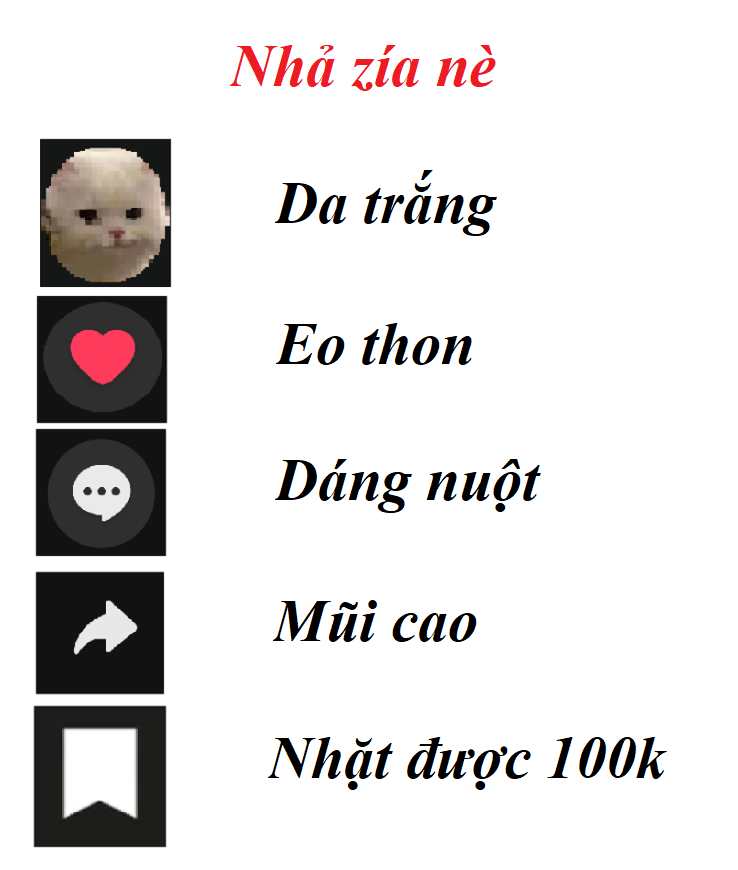 Nhả zía nè
Da trắng
Eo thon
Dáng nuột
Mũi cao
Nhặt được 100k